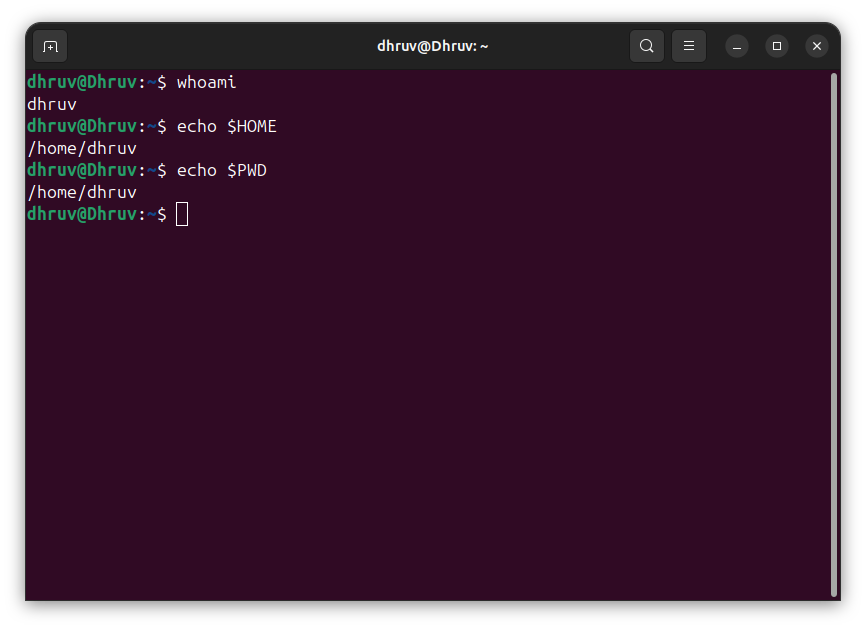 dhruv@Dhruv: ~
dhruv@Dhruv:~$ whoami
dhruv
dhruv@Dhruv:~$ echo $HOME
/home/dhruv
dhruv@Dhruv:~$ echo $PWD
/home/dhruv
dhruv@Dhruv:~$